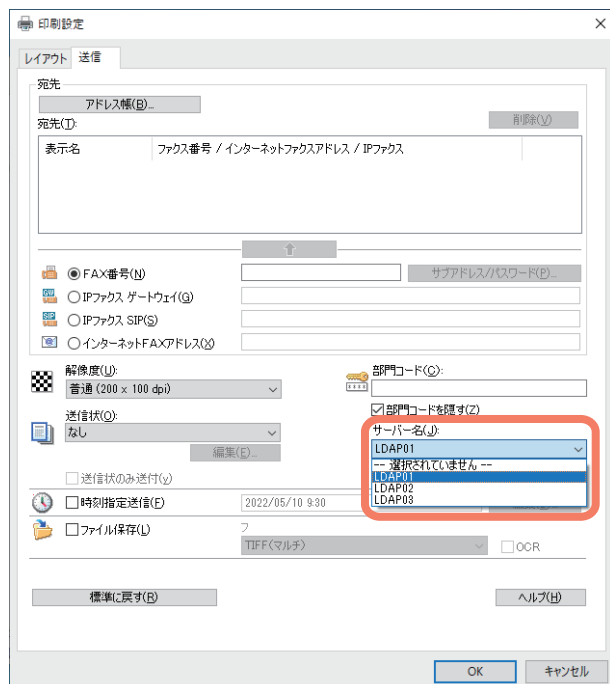 印刷設定
レイアウト 送信
宛先
アドレス帳(B)...
宛先(T):
削除(V)
表示名 ファクス番号 / インターネットファクスアドレス / IPファクス
FAX番号(N)
サブアドレス/パスワード(P)...
IPファクス ゲートウェイ(G)
IPファクス SIP(S)
インターネットFAXアドレス(X)
解像度(U):
普通 (200 x 100 dpi)
部門コード(C):
部門コードを隠す(Z)
送信状(O):
なし
編集(E)...
送信状のみ送付(y)
サーバー名(J):
LDAP01
-- 選択されていません --
LDAP01
LDAP02
LDAP03
時刻指定送信(F)
2022/05/10 9:30
ファイル保存(L)
フ
TIFF(マルチ)
OCR
標準に戻す(R)
ヘルプ(H)
OK
キャンセル